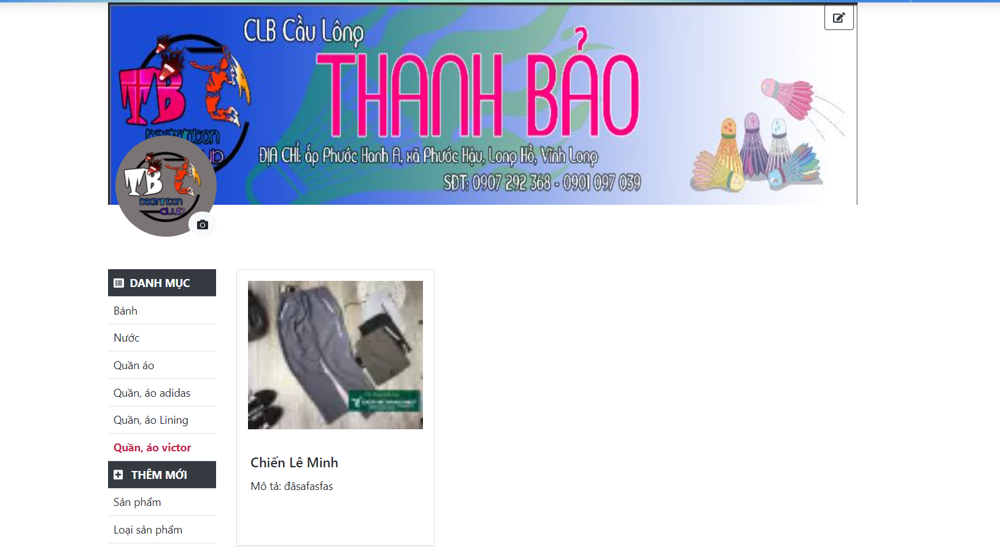 CLB Cầu Lông
THANH BẢO
TB
badminton
ĐỊA CHỈ: ấp Phước Hanh A, xã Phước Hậu, Long Hồ, Vĩnh Long
SĐT: 0907 292 368 - 0901 097 039
TB
badminton
CLUB
DANH MỤC
Bánh
Nước
Quần áo
Quần, áo adidas
Quần, áo Lining
Quần, áo victor
THÊM MỚI
Sản phẩm
Loại sản phẩm
Chiến Lê Minh
Mô tả: đâsafasfas